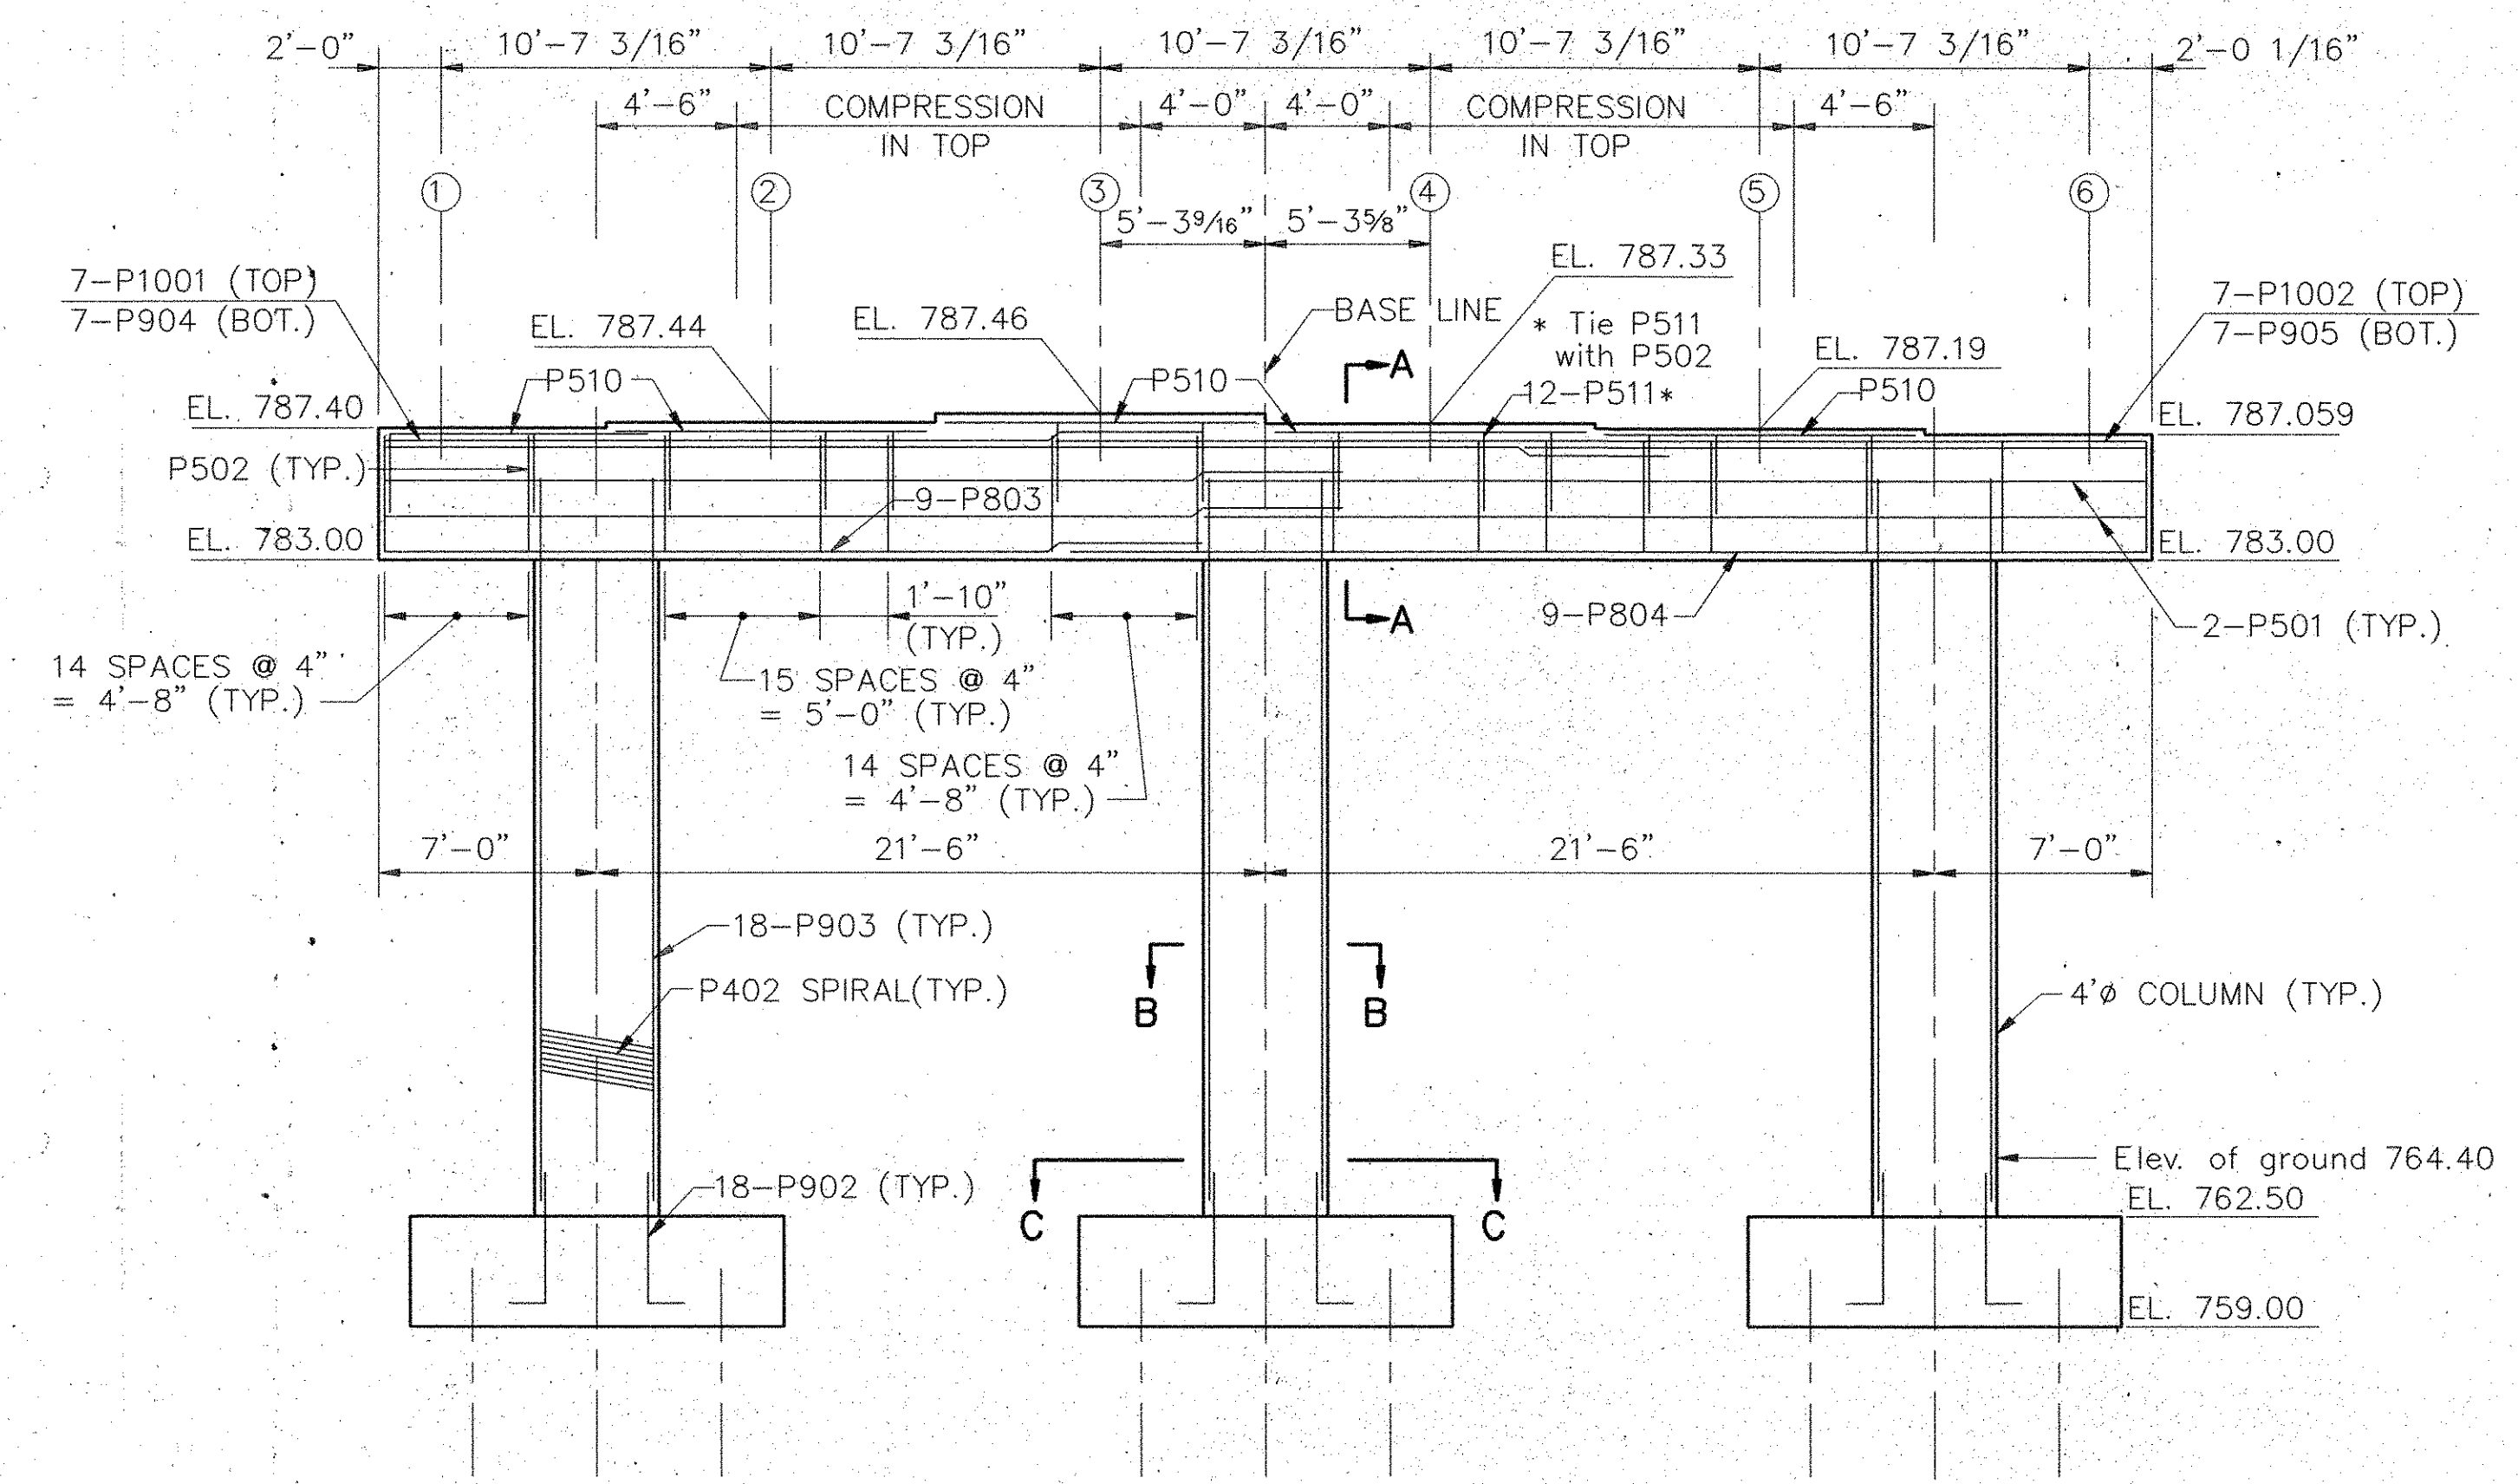 2'-0" 10'-7 3/16" 10'-7 3/16" 10'-7 3/16" 10'-7 3/16" 10'-7 3/16" 2'-0 1/16"
4'-6" COMPRESSION 4'-0" 4'-0" COMPRESSION 4'-6"
IN TOP IN TOP
1 2 3 4 5 6
5'-3 9/16" 5'-3 5/8"
EL. 787.33
7-P1001 (TOP)
7-P904 (BOT.)
EL. 787.44
EL. 787.46
BASE LINE
* Tie P511
with P502
12-P511*
A
EL. 787.19
7-P1002 (TOP)
7-P905 (BOT.)
P510 P510 P510
EL. 787.40
EL. 787.059
P502 (TYP.)
9-P803
EL. 783.00
EL. 783.00
1'-10"
(TYP.)
A
9-P804
2-P501 (TYP.)
14 SPACES @ 4"
= 4'-8" (TYP.)
15 SPACES @ 4"
= 5'-0" (TYP.)
14 SPACES @ 4"
= 4'-8" (TYP.)
7'-0" 21'-6" 21'-6" 7'-0"
18-P903 (TYP.)
P402 SPIRAL(TYP.)
B B
4'ø COLUMN (TYP.)
18-P902 (TYP.)
C C
Elev. of ground 764.40
EL. 762.50
EL. 759.00